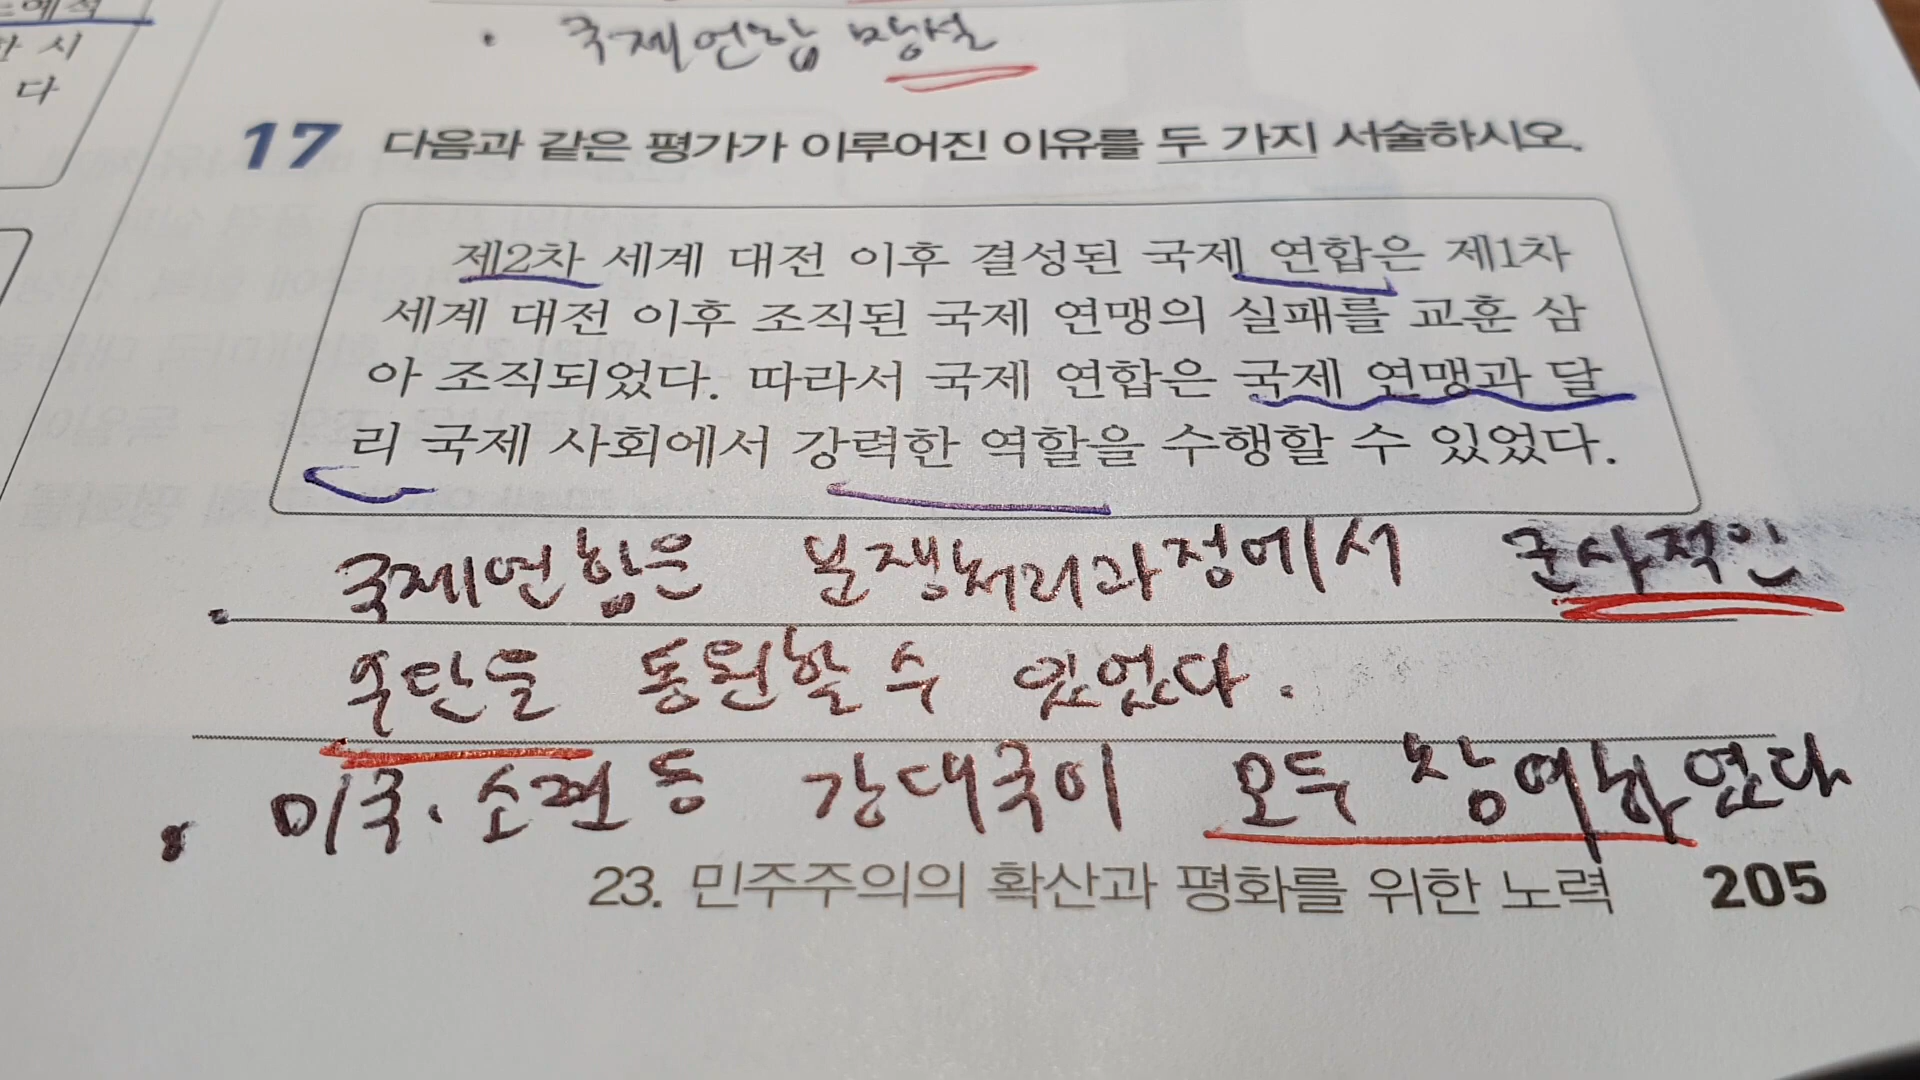 한 시
다
• 국제연합 창설
17 다음과 같은 평가가 이루어진 이유를 두 가지 서술하시오.
제2차 세계 대전 이후 결성된 국제 연합은 제1차
세계 대전 이후 조직된 국제 연맹의 실패를 교훈 삼
아 조직되었다. 따라서 국제 연합은 국제 연맹과 달
리 국제 사회에서 강력한 역할을 수행할 수 있었다.
• 국제연합은 분쟁처리과정에서 군사적인
수단을 동원할 수 있었다.
• 미국·소련 등 강대국이 모두 참여하였다
23. 민주주의의 확산과 평화를 위한 노력 205